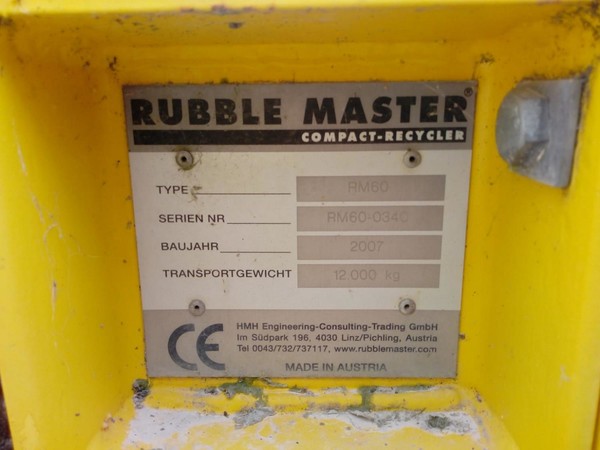 RUBBLE MASTER®
COMPACT-RECYCLER
TYPE RM60
SERIEN NR RM60-0340
BAUJAHR 2007
TRANSPORTGEWICHT 12.000 kg
CE
HMH Engineering-Consulting-Trading GmbH
Im Südpark 196, 4030 Linz/Pichling, Austria
Tel 0043/732/737117, www.rubblemaster.com
MADE IN AUSTRIA